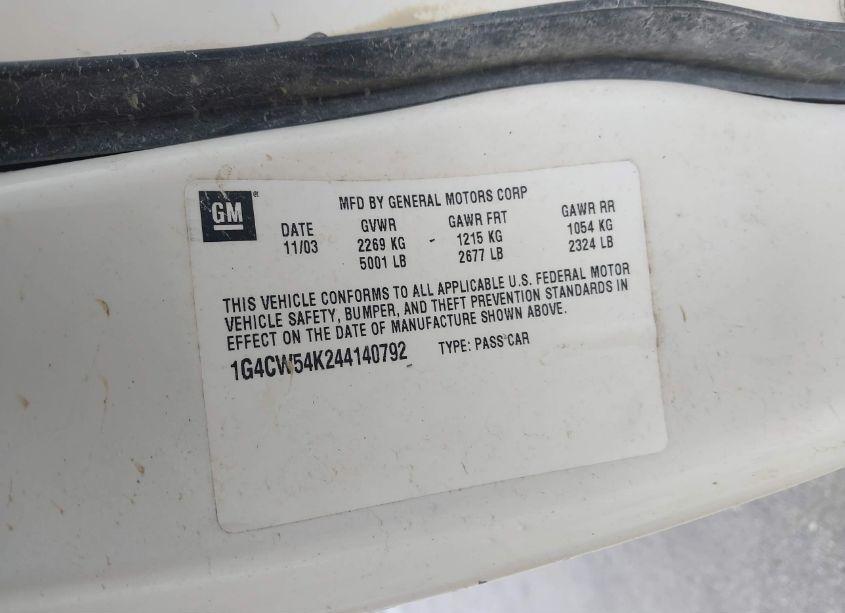 GM®
MFD BY GENERAL MOTORS CORP
DATE GVWR GAWR FRT GAWR RR
11/03 2269 KG 1215 KG 1054 KG
5001 LB 2677 LB 2324 LB
THIS VEHICLE CONFORMS TO ALL APPLICABLE U.S. FEDERAL MOTOR
VEHICLE SAFETY, BUMPER, AND THEFT PREVENTION STANDARDS IN
EFFECT ON THE DATE OF MANUFACTURE SHOWN ABOVE.
1G4CW54K244140792 TYPE: PASS CAR